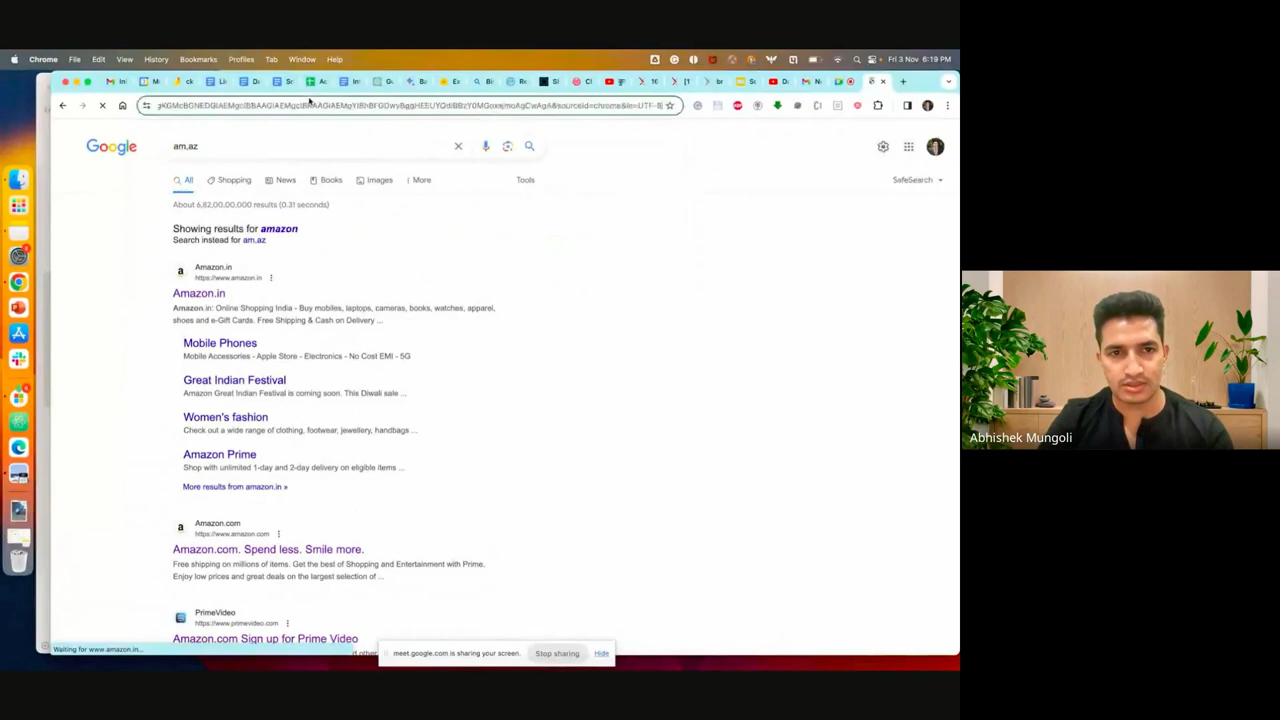 Chrome File Edit View History Bookmarks Profiles Tab Window Help
Fri 3 Nov 6:19 PM
Google
am,az
All Shopping News Books Images More Tools
SafeSearch
About 6,82,00,00,000 results (0.31 seconds)
Showing results for amazon
Search instead for am,az
Amazon.in
https://www.amazon.in
Amazon.in
Amazon.in: Online Shopping India - Buy mobiles, laptops, cameras, books, watches, apparel,
shoes and e-Gift Cards. Free Shipping & Cash on Delivery ...
Mobile Phones
Mobile Accessories - Apple Store - Electronics - No Cost EMI - 5G
Great Indian Festival
Amazon Great Indian Festival is coming soon. This Diwali sale ...
Women's fashion
Check out a wide range of clothing, footwear, jewellery, handbags ...
Amazon Prime
Shop with unlimited 1-day and 2-day delivery on eligible items ...
More results from amazon.in »
Amazon.com
https://www.amazon.com
Amazon.com. Spend less. Smile more.
Free shipping on millions of items. Get the best of Shopping and Entertainment with Prime.
Enjoy low prices and great deals on the largest selection of ...
PrimeVideo
https://www.primevideo.com
Amazon.com Sign up for Prime Video
Waiting for www.amazon.in...
meet.google.com is sharing your screen. Stop sharing Hide
Abhishek Mungoli